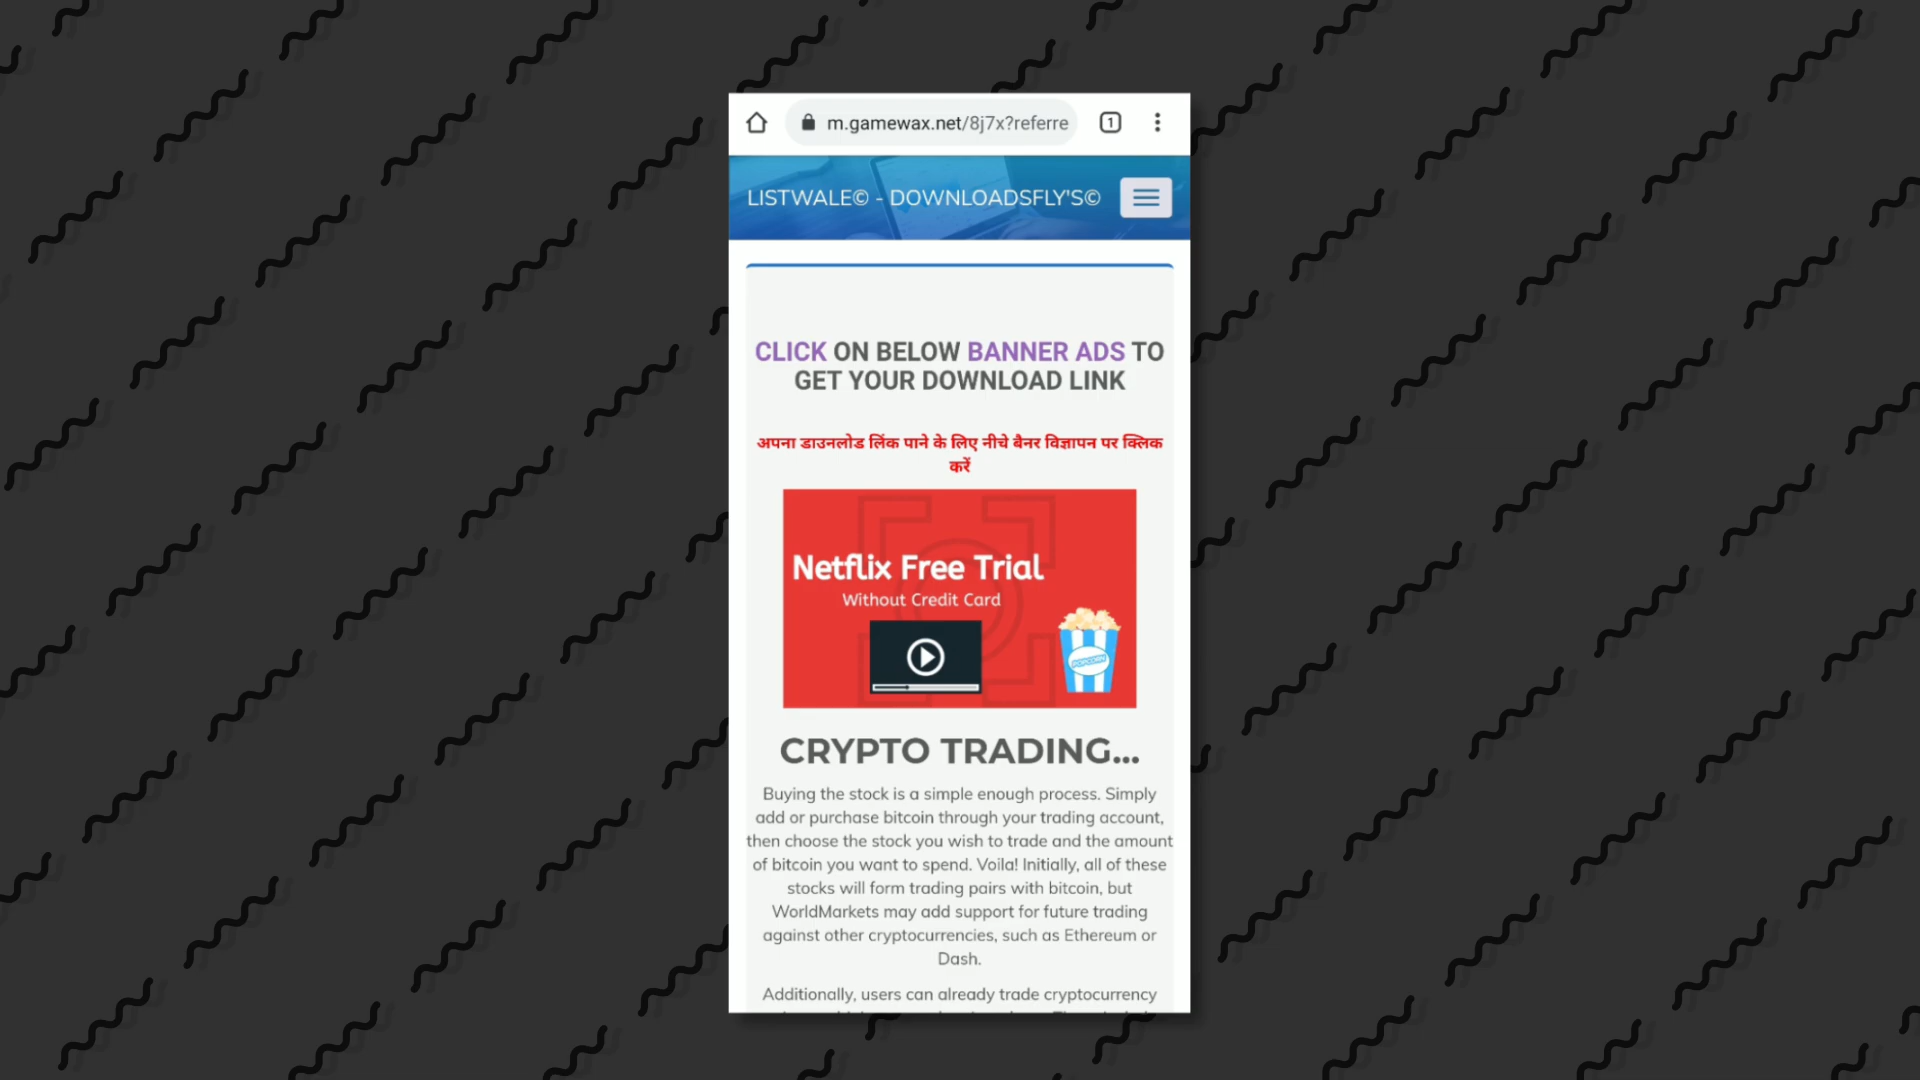 m.gamewax.net/8j7x?referre
1
LISTWALE© - DOWNLOADSFLY'S©
CLICK ON BELOW BANNER ADS TO
GET YOUR DOWNLOAD LINK
अपना डाउनलोड लिंक पाने के लिए नीचे बैनर विज्ञापन पर क्लिक
करें
Netflix Free Trial
Without Credit Card
POPCORN
CRYPTO TRADING...
Buying the stock is a simple enough process. Simply
add or purchase bitcoin through your trading account,
then choose the stock you wish to trade and the amount
of bitcoin you want to spend. Voila! Initially, all of these
stocks will form trading pairs with bitcoin, but
WorldMarkets may add support for future trading
against other cryptocurrencies, such as Ethereum or
Dash.
Additionally, users can already trade cryptocurrency